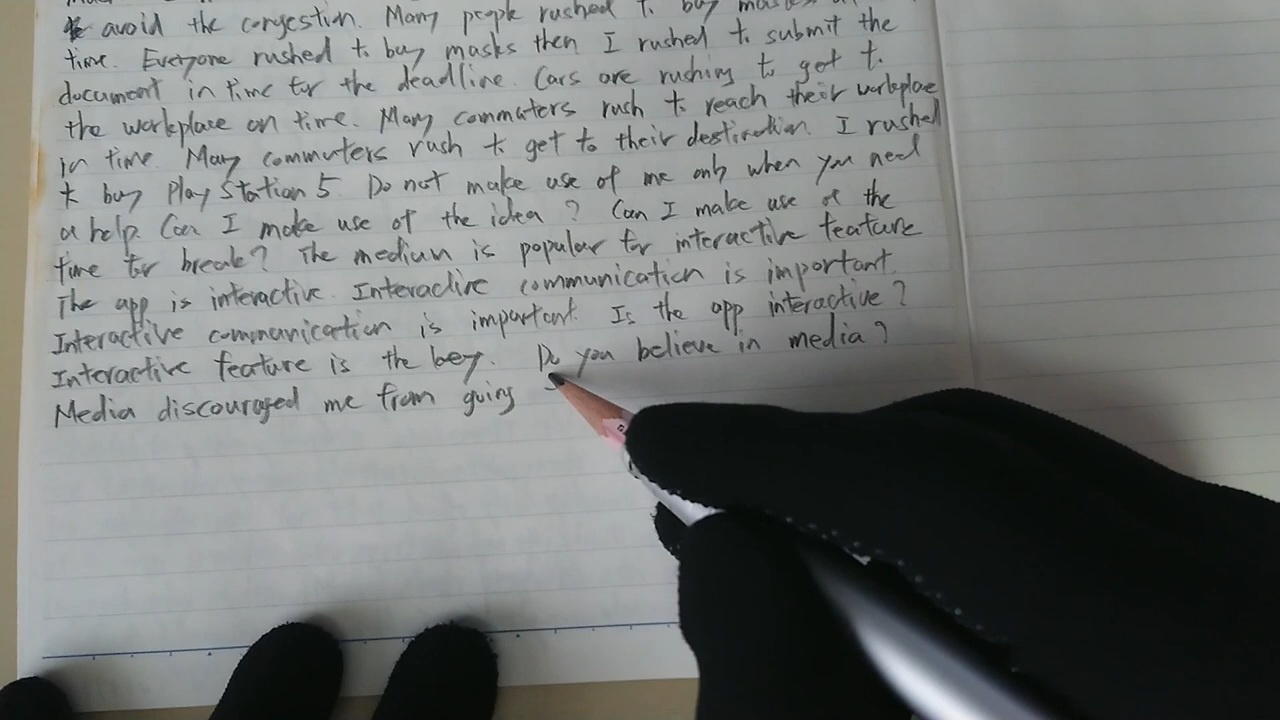 avoid the congestion. Many people rushed to buy masks
time. Everyone rushed to buy masks then I rushed to submit the
document in time for the deadline. Cars are rushing to get to
the workplace on time. Many commuters rush to reach their workplace
in time. Many commuters rush to get to their destination. I rushed
to buy PlayStation 5. Do not make use of me only when you need
a help. Can I make use of the idea? Can I make use of the
time for break? The medium is popular for interactive feature
The app is interactive. Interactive communication is important.
Interactive communication is important. Is the app interactive?
Interactive feature is the key. Do you believe in media?
Media discouraged me from going